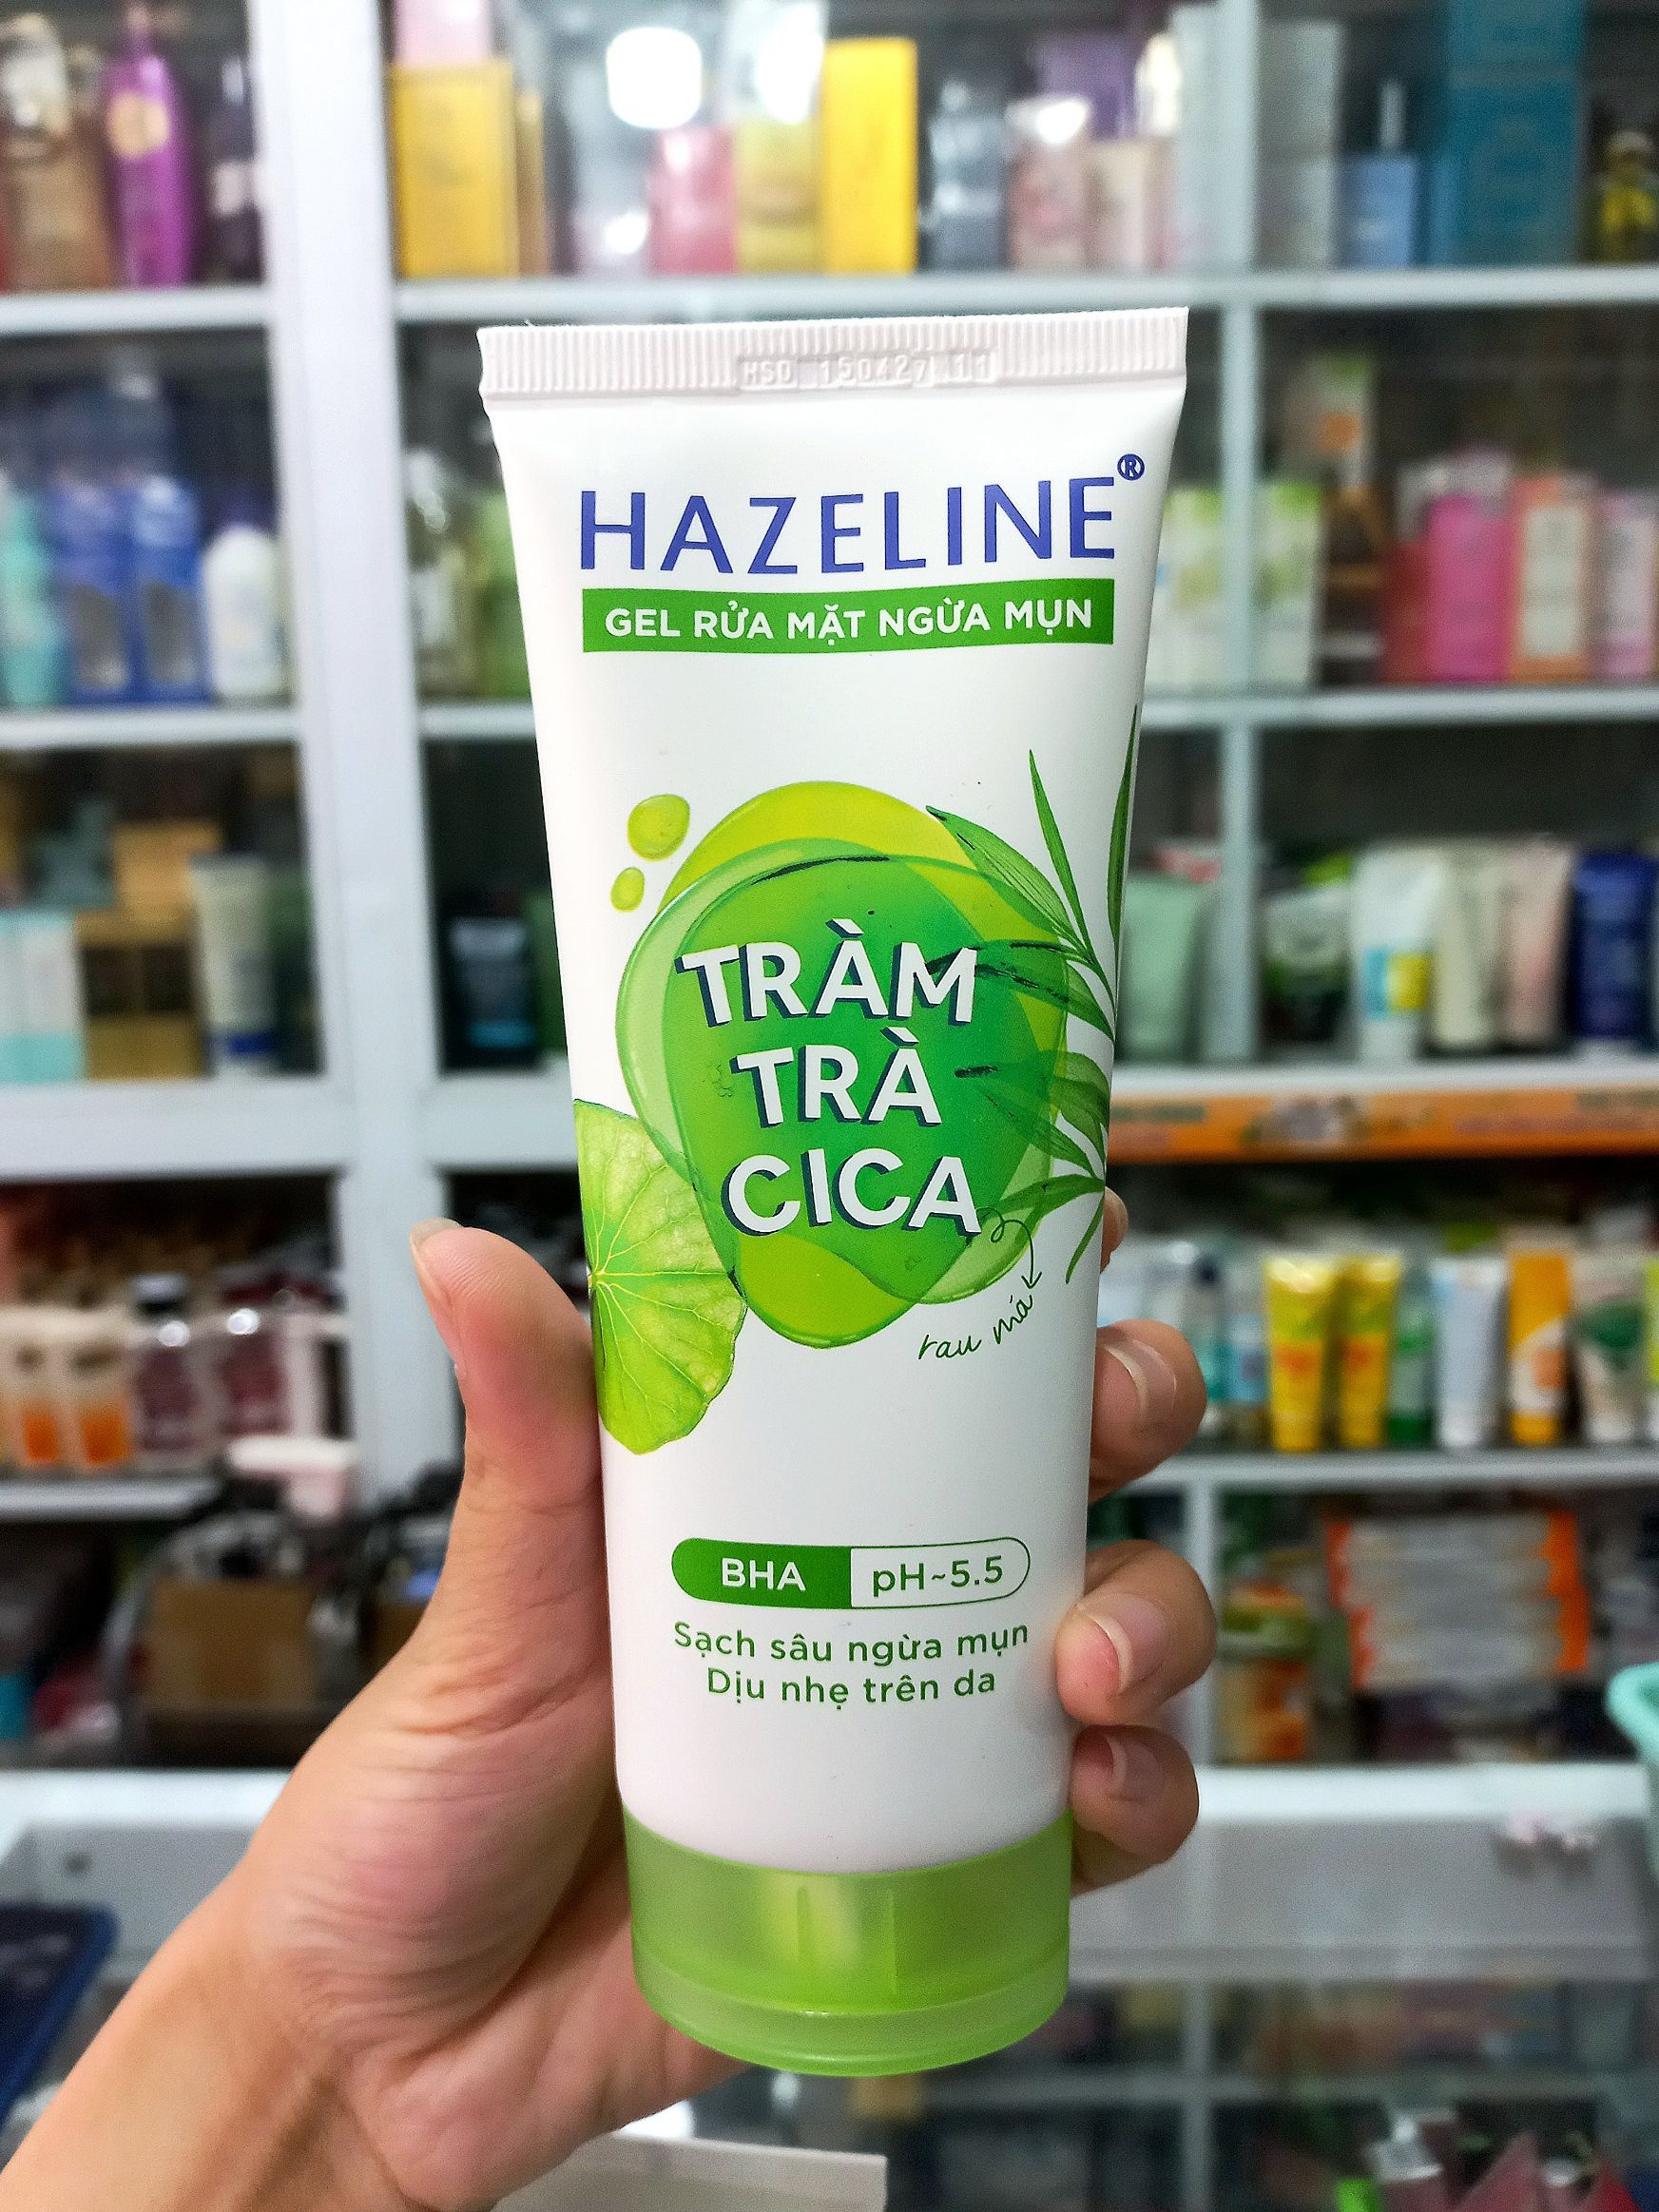 HSD 150427 11
HAZELINE®
GEL RỬA MẶT NGỪA MỤN
TRÀM
TRÀ
CICA
rau má
BHA pH~5.5
Sạch sâu ngừa mụn
Dịu nhẹ trên da